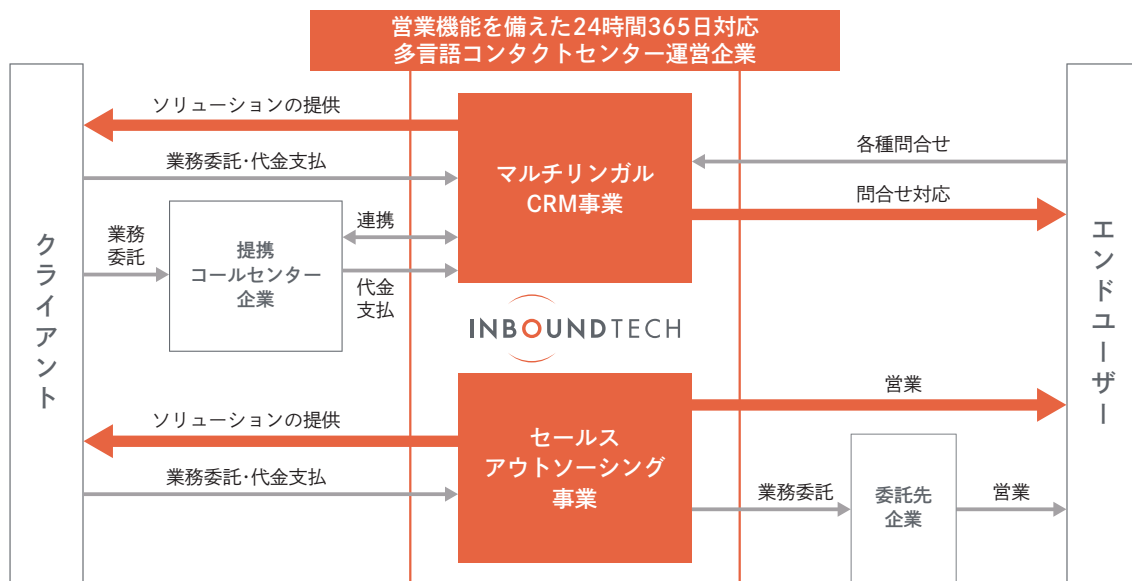 営業機能を備えた24時間365日対応
多言語コンタクトセンター運営企業
クライアント
ソリューションの提供
業務委託・代金支払
業務
委託
提携
コールセンター
企業
連携
代金
支払
マルチリンガル
CRM事業
各種問合せ
問合せ対応
エンドユーザー
INBOUNDTECH
ソリューションの提供
業務委託・代金支払
セールス
アウトソーシング
事業
営業
業務委託
委託先
企業
営業